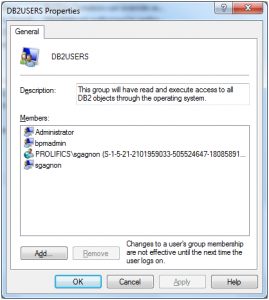 DB2USERS Properties
General
DB2USERS
Description:
This group will have read and execute access to all
DB2 objects through the operating system.
Members:
Administrator
bpmadmin
PROLIFICS\sgagnon (S-1-5-21-2101959033-505524647-18085891...
sgagnon
Add...
Remove
Changes to a user's group membership
are not effective until the next time the
user logs on.
OK
Cancel
Apply
Help